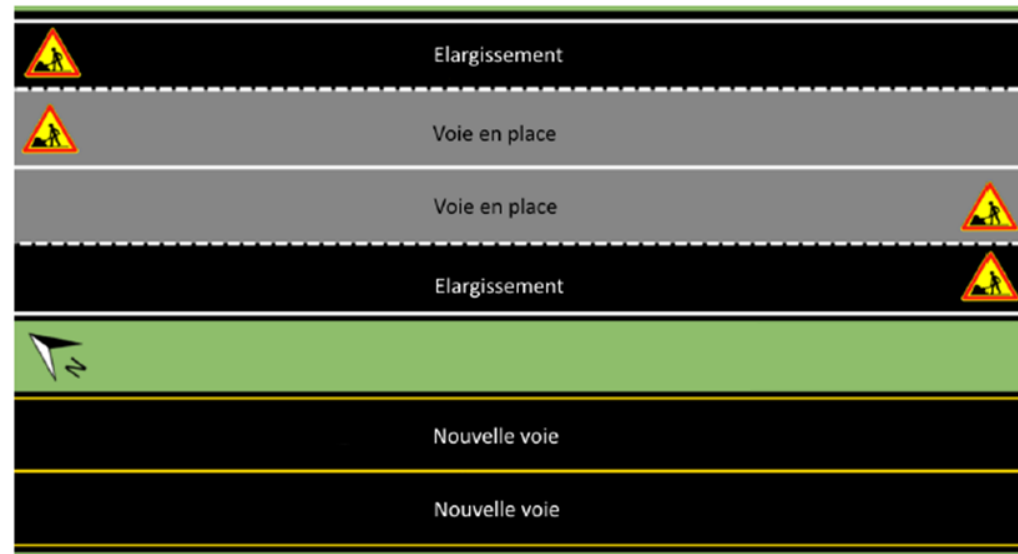 Elargissement
Voie en place
Voie en place
Elargissement
N
Nouvelle voie
Nouvelle voie